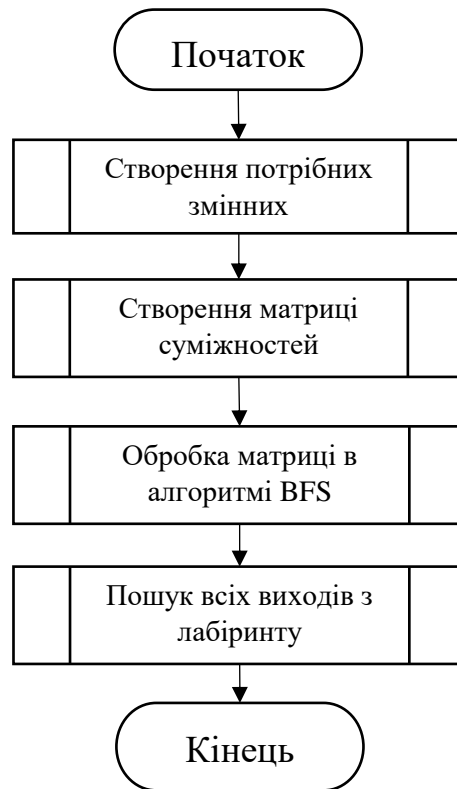 Початок
Створення потрібних
змінних
Створення матриці
суміжностей
Обробка матриці в
алгоритмі BFS
Пошук всіх виходів з
лабіринту
Кінець